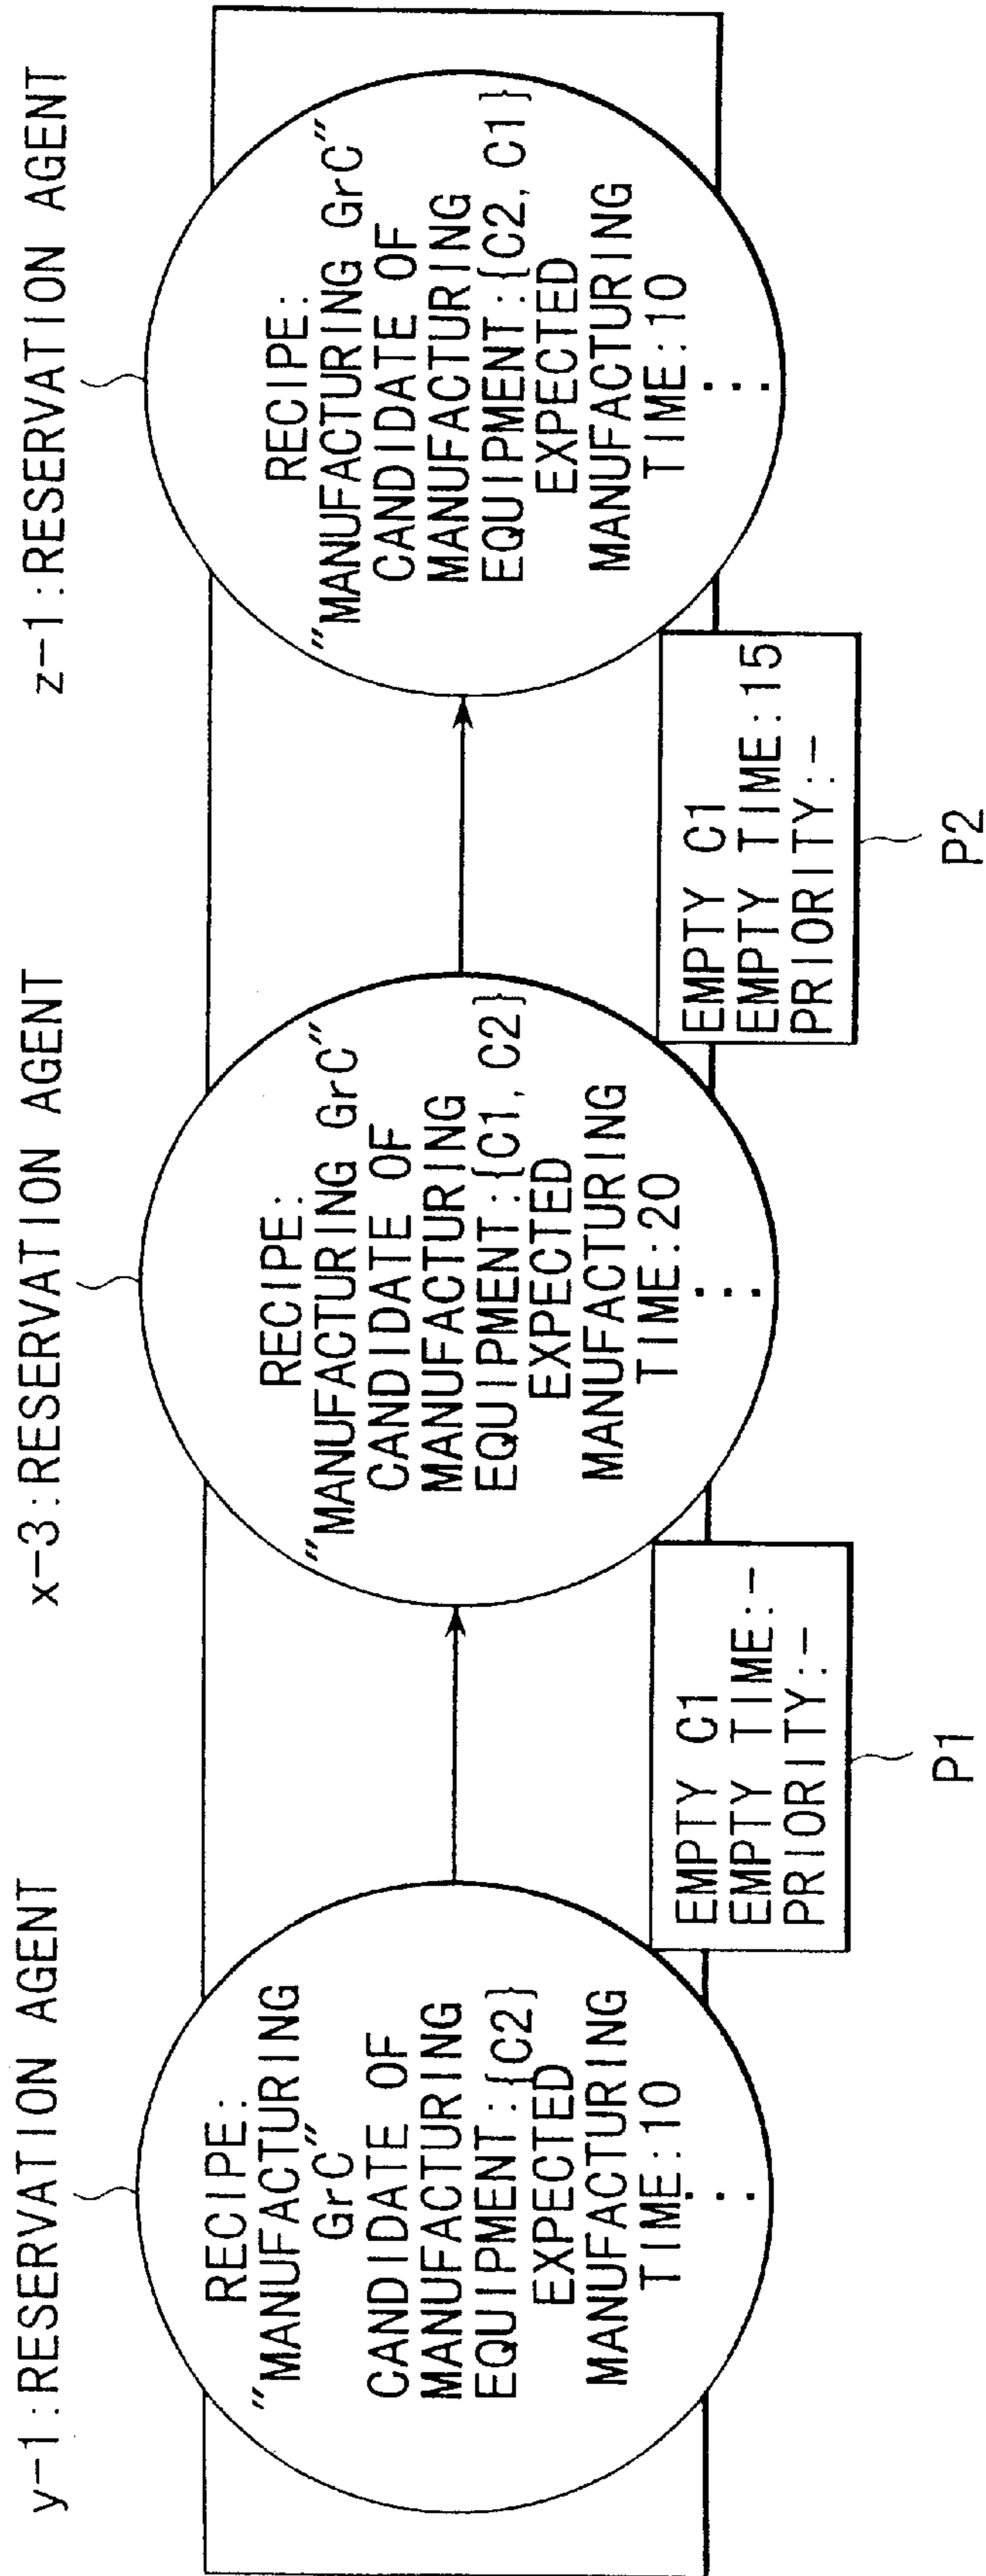 y-1:RESERVATION AGENT
RECIPE:
"MANUFACTURING
GrC"
CANDIDATE OF
MANUFACTURING
EQUIPMENT:{C2}
EXPECTED
MANUFACTURING
TIME:10
⋮
EMPTY C1
EMPTY TIME:-
PRIORITY:-
P1
x-3:RESERVATION AGENT
RECIPE:
"MANUFACTURING GrC"
CANDIDATE OF
MANUFACTURING
EQUIPMENT:{C1, C2}
EXPECTED
MANUFACTURING
TIME:20
⋮
EMPTY C1
EMPTY TIME:15
PRIORITY:-
P2
z-1:RESERVATION AGENT
RECIPE:
"MANUFACTURING GrC"
CANDIDATE OF
MANUFACTURING
EQUIPMENT:{C2, C1}
EXPECTED
MANUFACTURING
TIME:10
⋮